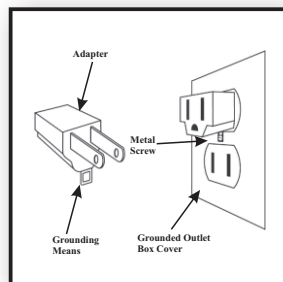 Adapter
Metal
Screw
Grounding
Means
Grounded Outlet
Box Cover